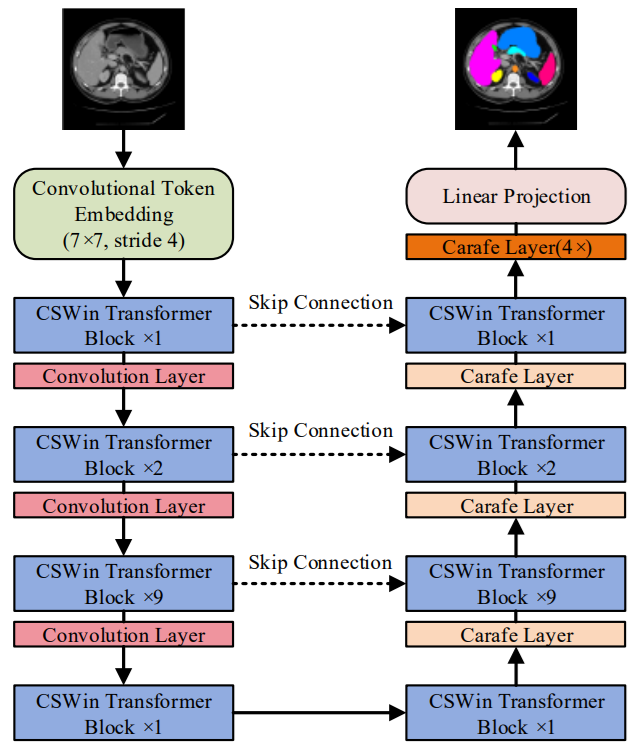 Convolutional Token
Embedding
(7×7, stride 4)
CSWin Transformer
Block ×1
Convolution Layer
CSWin Transformer
Block ×2
Convolution Layer
CSWin Transformer
Block ×9
Convolution Layer
CSWin Transformer
Block ×1
Skip Connection
Skip Connection
Skip Connection
Linear Projection
Carafe Layer(4×)
CSWin Transformer
Block ×1
Carafe Layer
CSWin Transformer
Block ×2
Carafe Layer
CSWin Transformer
Block ×9
Carafe Layer
CSWin Transformer
Block ×1